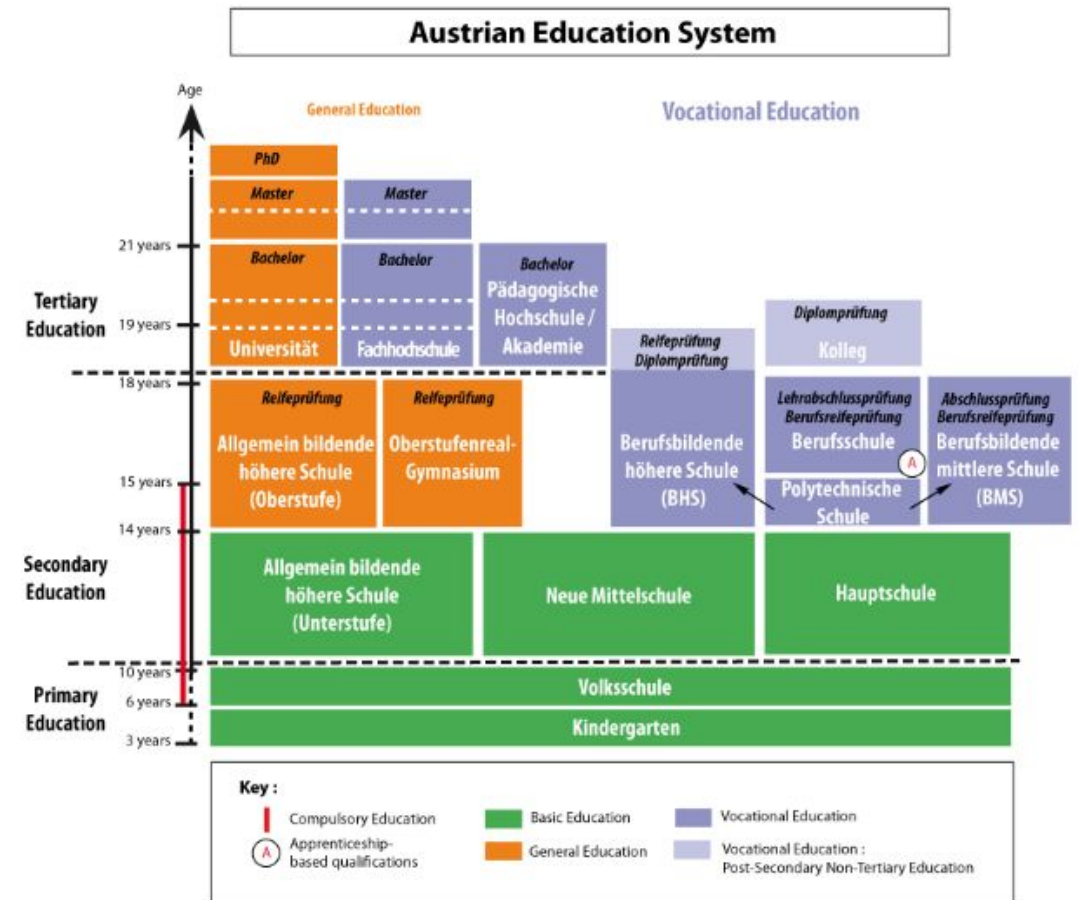 Austrian Education System
Age
General Education
Vocational Education
PhD
Master
Master
21 years
Bachelor
Bachelor
Bachelor
Pädagogische
Hochschule /
Akademie
Tertiary
Education
19 years
Universität
Fachhochschule
Reifeprüfung
Diplomprüfung
Diplomprüfung
Kolleg
18 years
Reifeprüfung
Allgemein bildende
höhere Schule
(Oberstufe)
Reifeprüfung
Oberstufenreal-
Gymnasium
Berufsbildende
höhere Schule
(BHS)
Lehrabschlussprüfung
Berufsreifeprüfung
Berufsschule
A
Polytechnische
Schule
Abschlussprüfung
Berufsreifeprüfung
Berufsbildende
mittlere Schule
(BMS)
15 years
14 years
Secondary
Education
Allgemein bildende
höhere Schule
(Unterstufe)
Neue Mittelschule
Hauptschule
10 years
Primary
Education
6 years
3 years
Volksschule
Kindergarten
Key :
Compulsory Education
A
Apprenticeship-
based qualifications
Basic Education
General Education
Vocational Education
Vocational Education :
Post-Secondary Non-Tertiary Education